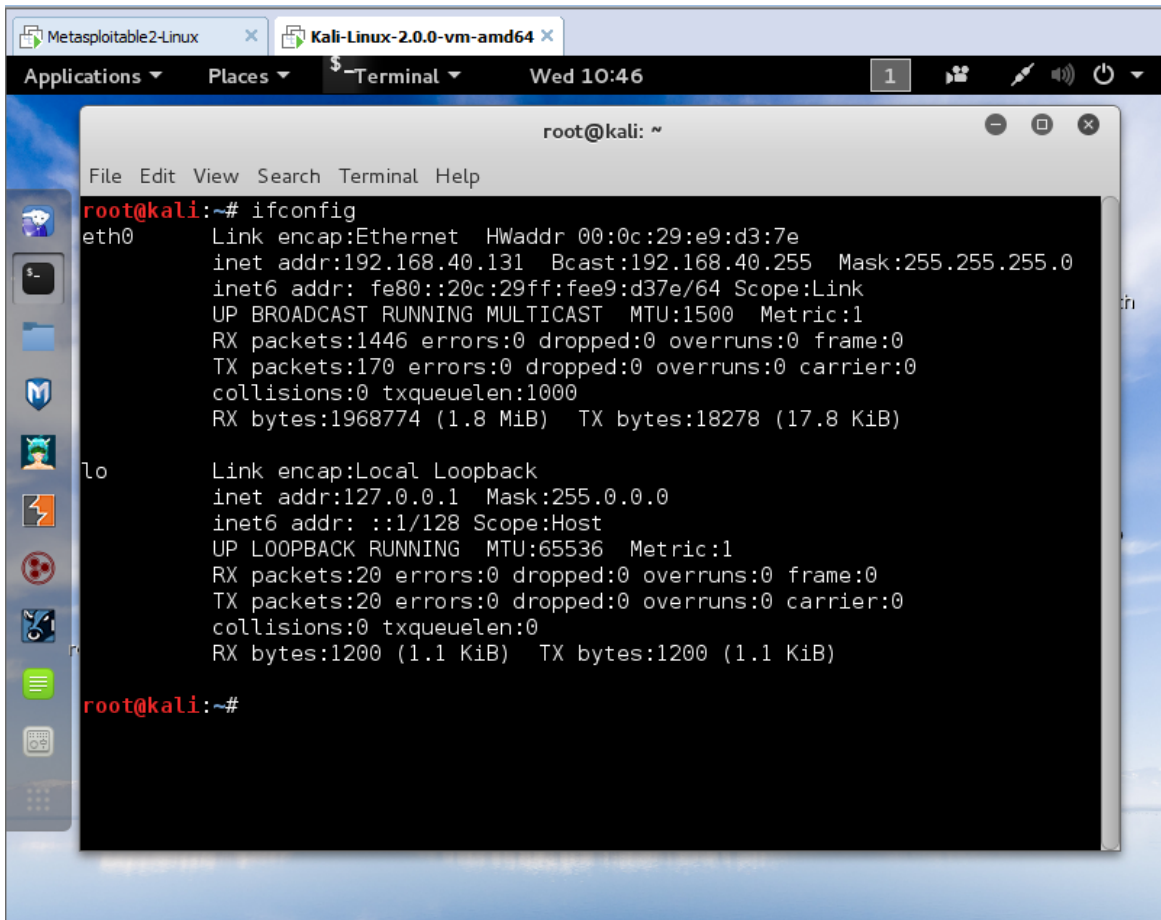 Metasploitable2-Linux
Kali-Linux-2.0.0-vm-amd64
Applications Places Terminal Wed 10:46 1
root@kali: ~
File Edit View Search Terminal Help
root@kali:~# ifconfig
eth0 Link encap:Ethernet HWaddr 00:0c:29:e9:d3:7e
inet addr:192.168.40.131 Bcast:192.168.40.255 Mask:255.255.255.0
inet6 addr: fe80::20c:29ff:fee9:d37e/64 Scope:Link
UP BROADCAST RUNNING MULTICAST MTU:1500 Metric:1
RX packets:1446 errors:0 dropped:0 overruns:0 frame:0
TX packets:170 errors:0 dropped:0 overruns:0 carrier:0
collisions:0 txqueuelen:1000
RX bytes:1968774 (1.8 MiB) TX bytes:18278 (17.8 KiB)
lo Link encap:Local Loopback
inet addr:127.0.0.1 Mask:255.0.0.0
inet6 addr: ::1/128 Scope:Host
UP LOOPBACK RUNNING MTU:65536 Metric:1
RX packets:20 errors:0 dropped:0 overruns:0 frame:0
TX packets:20 errors:0 dropped:0 overruns:0 carrier:0
collisions:0 txqueuelen:0
RX bytes:1200 (1.1 KiB) TX bytes:1200 (1.1 KiB)
root@kali:~#